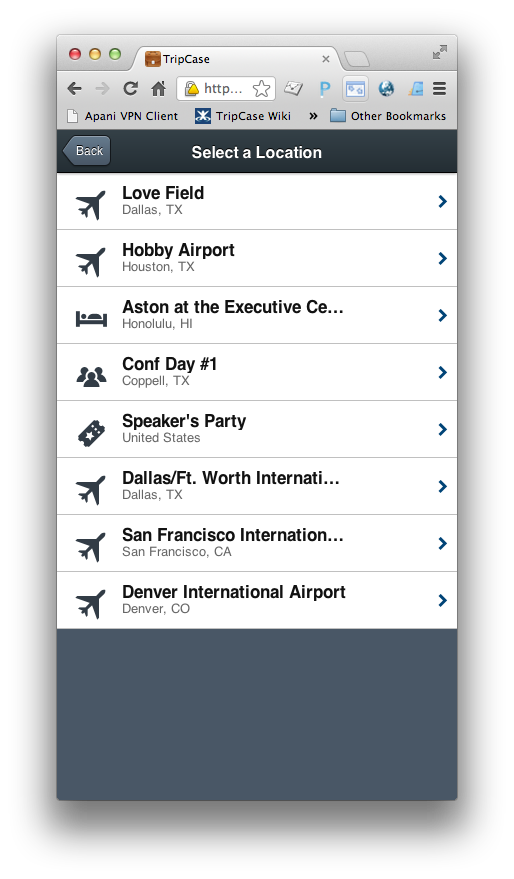 TripCase
http...
Apani VPN Client
TripCase Wiki
»
Other Bookmarks
Back
Select a Location
Love Field
Dallas, TX
Hobby Airport
Houston, TX
Aston at the Executive Ce...
Honolulu, HI
Conf Day #1
Coppell, TX
Speaker's Party
United States
Dallas/Ft. Worth Internati...
Dallas, TX
San Francisco Internation...
San Francisco, CA
Denver International Airport
Denver, CO